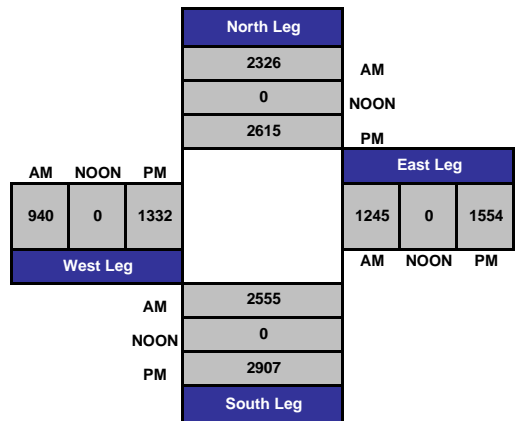 North Leg
2326 AM
0 NOON
2615 PM
East Leg
AM NOON PM
940 0 1332
1245 0 1554
West Leg
AM NOON PM
AM 2555
NOON 0
PM 2907
South Leg